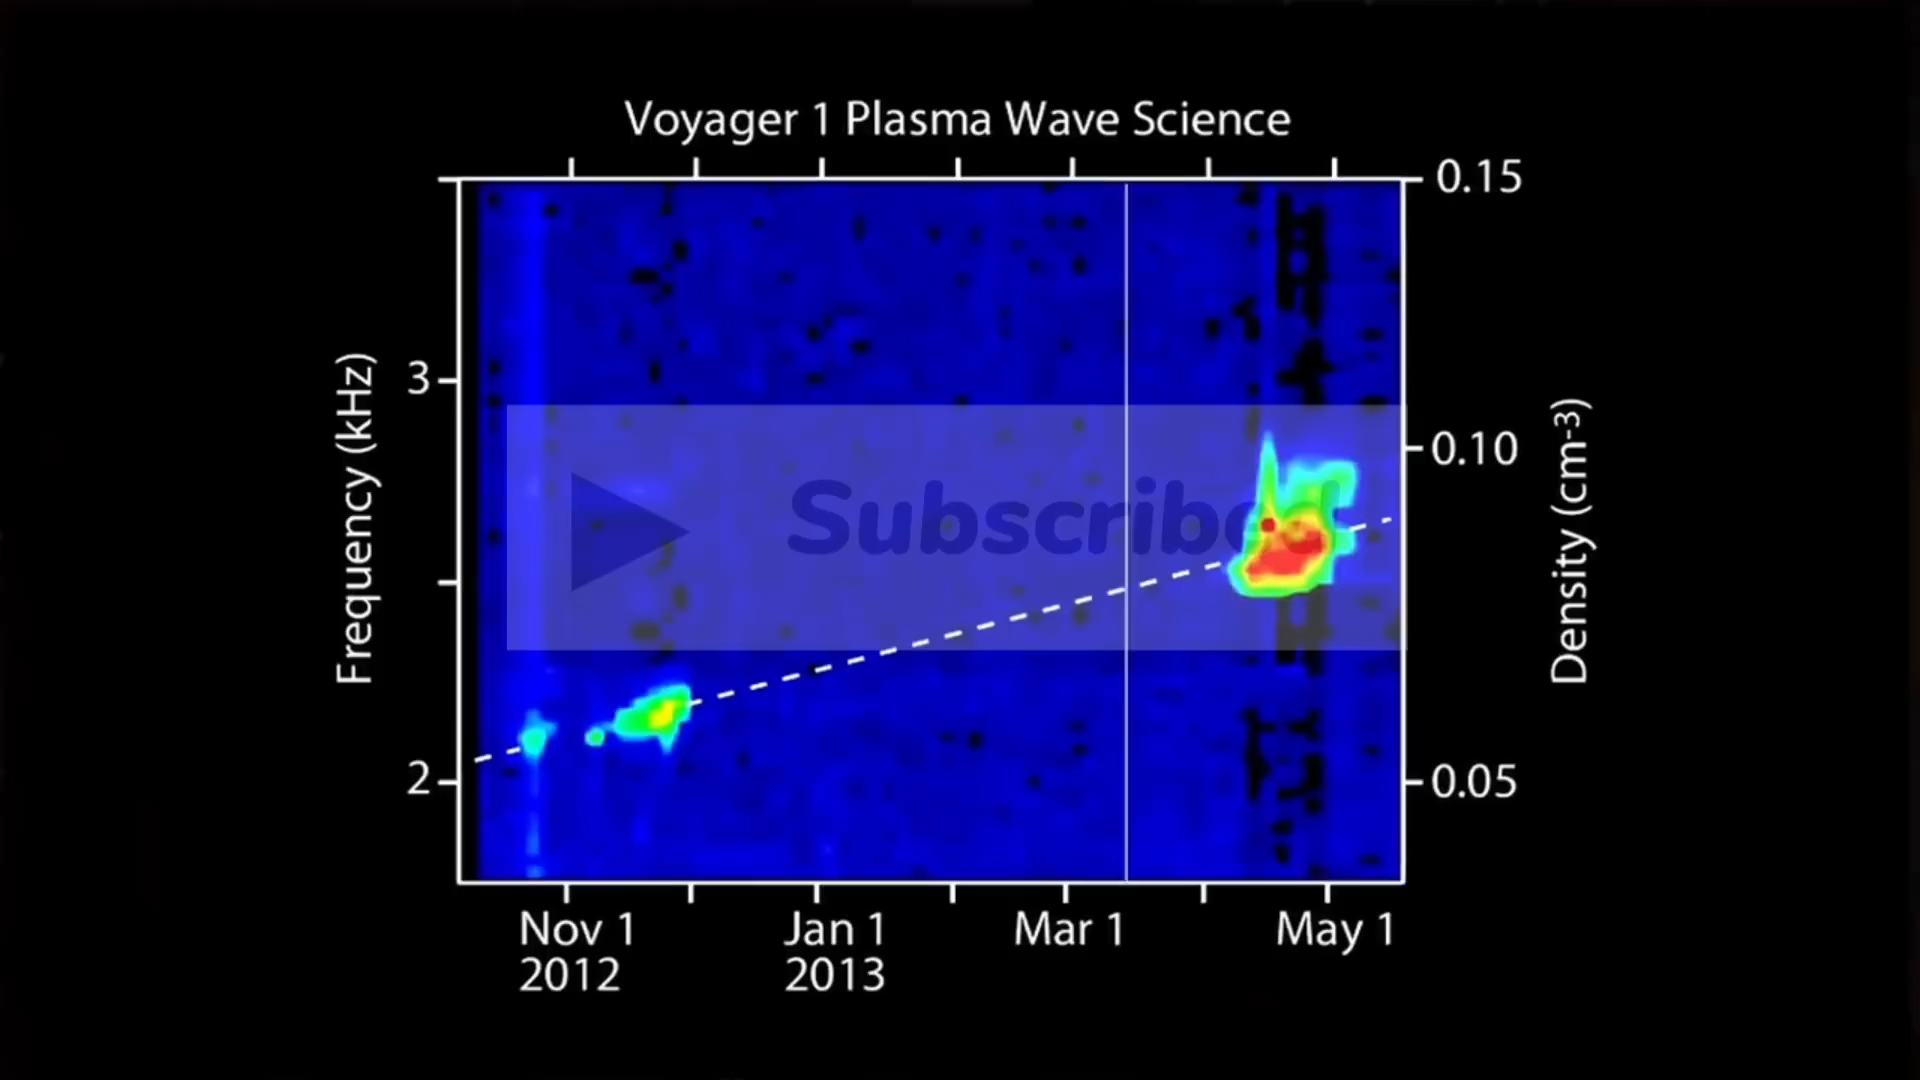 Voyager 1 Plasma Wave Science
0.15
3
0.10
Frequency (kHz)
Density (cm-3)
Subscribed
2
0.05
Nov 1
2012
Jan 1
2013
Mar 1
May 1